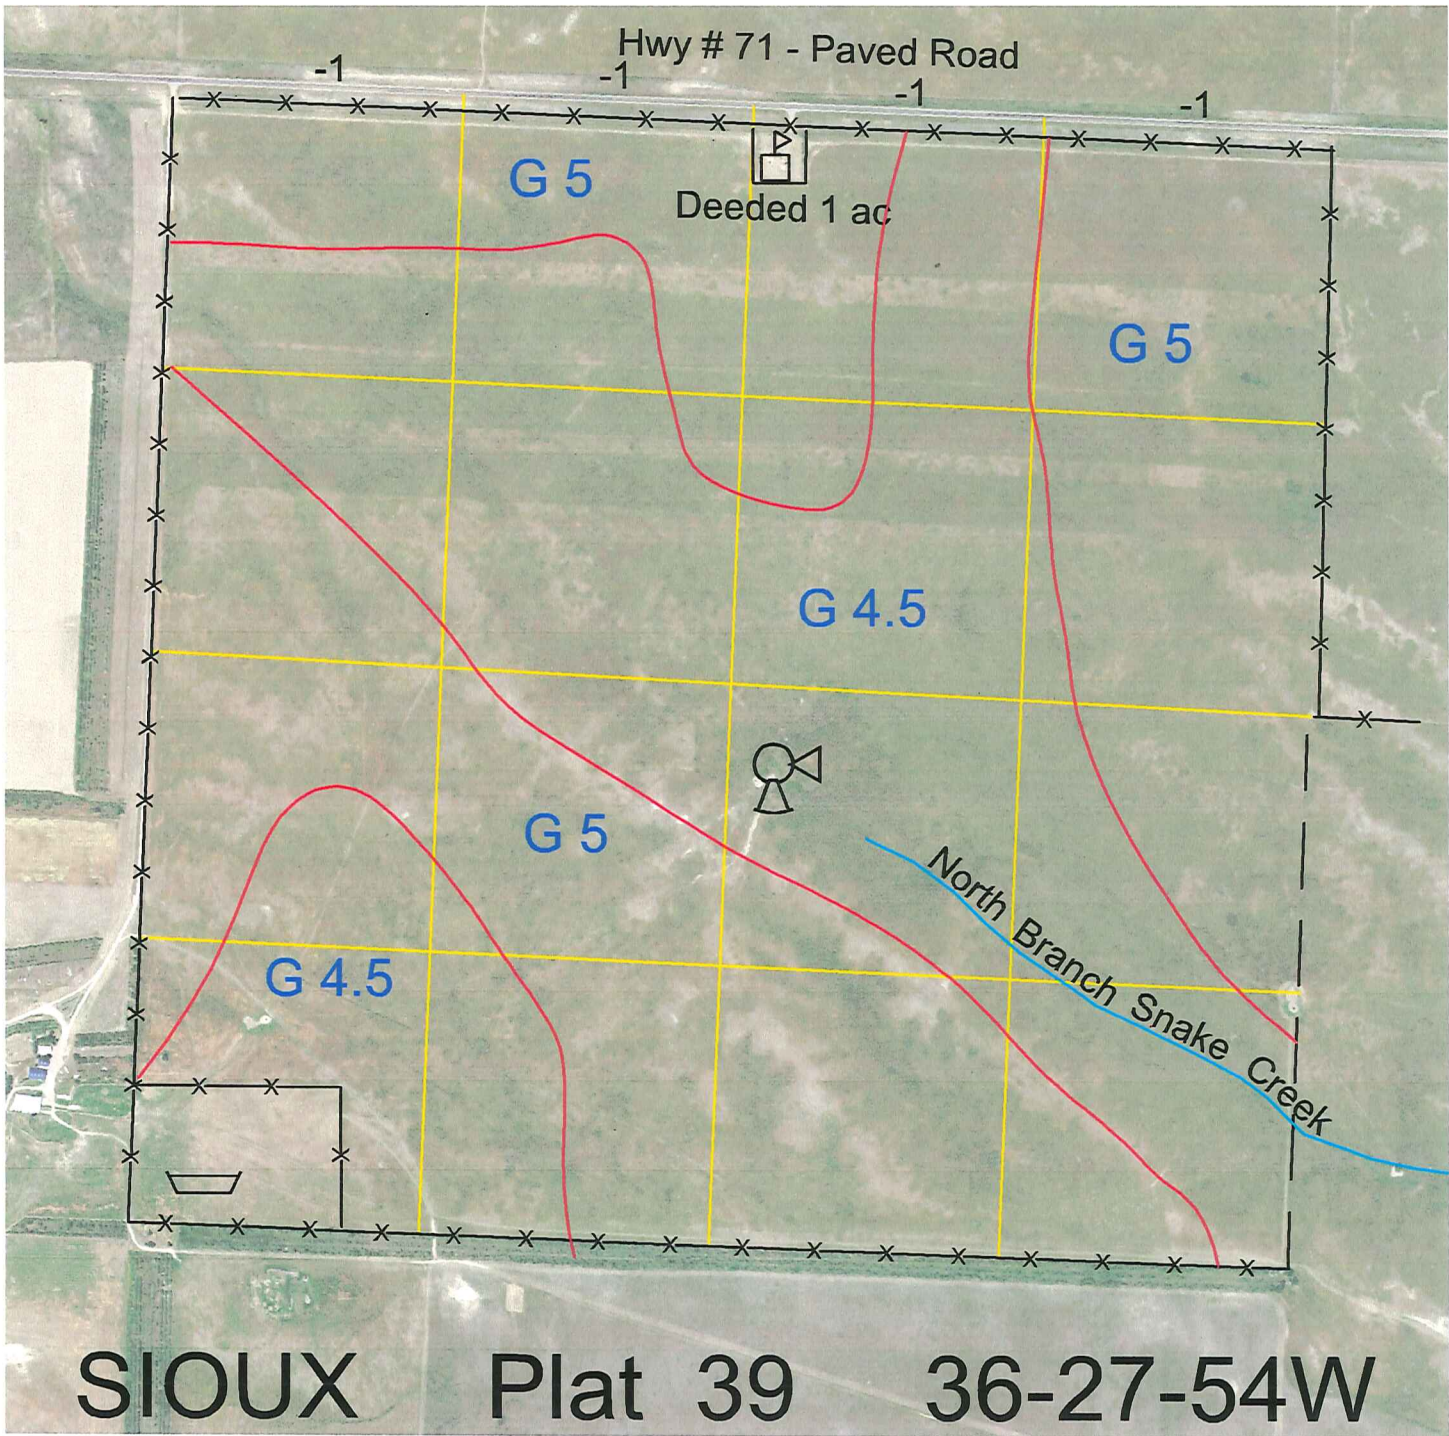 Hwy # 71 - Paved Road
-1 -1 -1 -1
G 5
Deeded 1 ac
G 5
G 4.5
G 5
North Branch Snake Creek
G 4.5
SIOUX Plat 39 36-27-54W